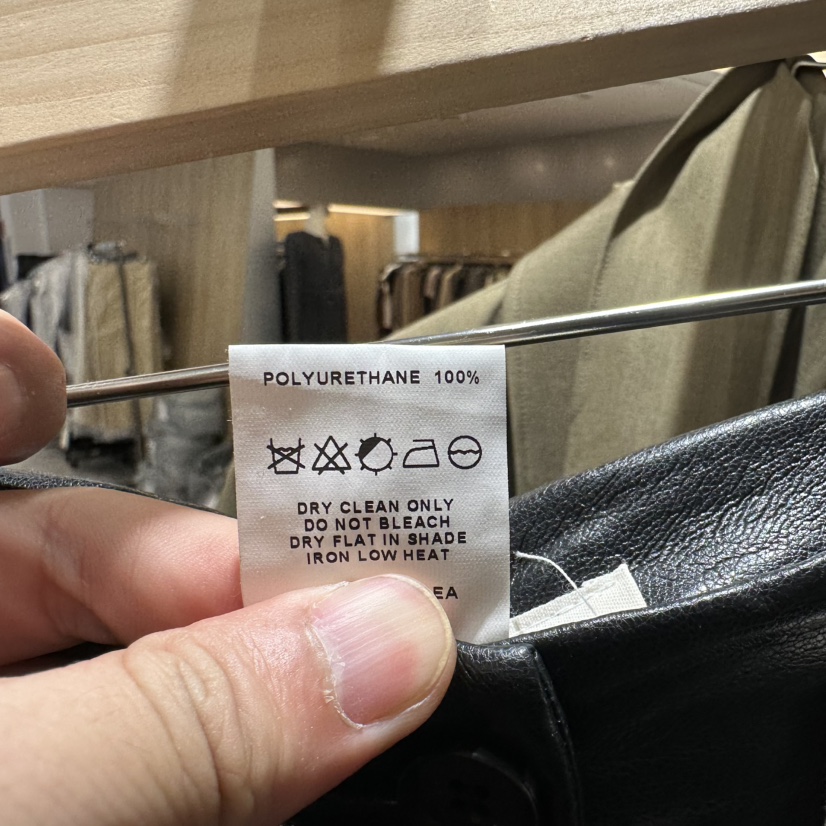 POLYURETHANE 100%
DRY CLEAN ONLY
DO NOT BLEACH
DRY FLAT IN SHADE
IRON LOW HEAT